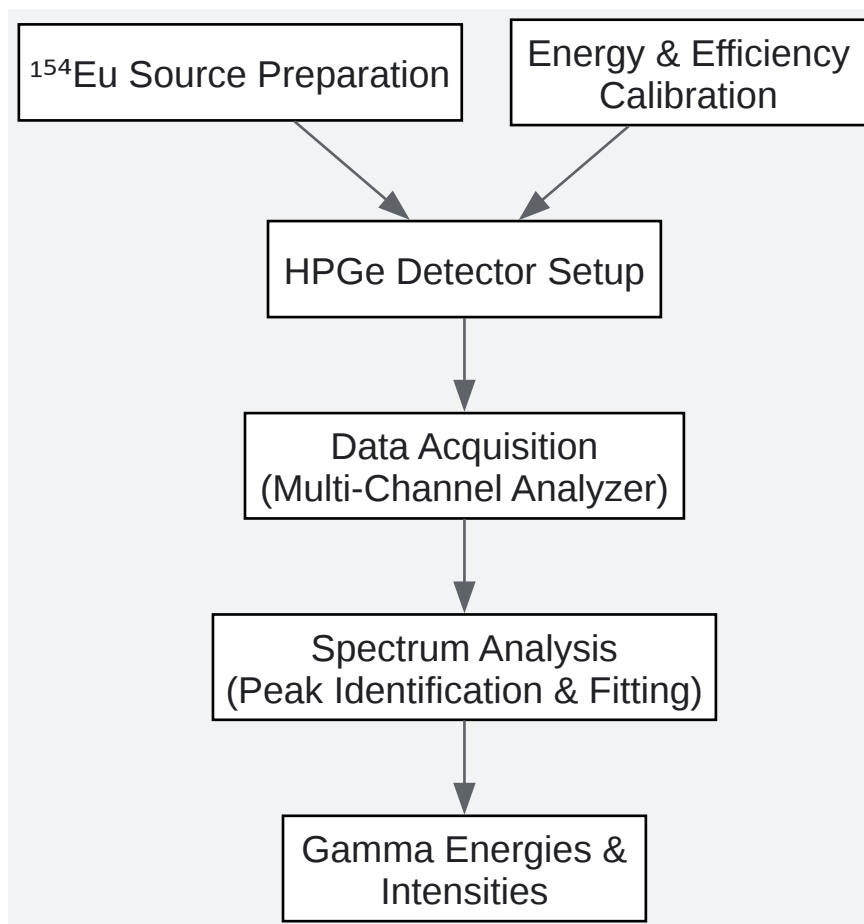 ¹⁵⁴Eu Source Preparation
Energy & Efficiency
Calibration
HPGe Detector Setup
Data Acquisition
(Multi-Channel Analyzer)
Spectrum Analysis
(Peak Identification & Fitting)
Gamma Energies &
Intensities